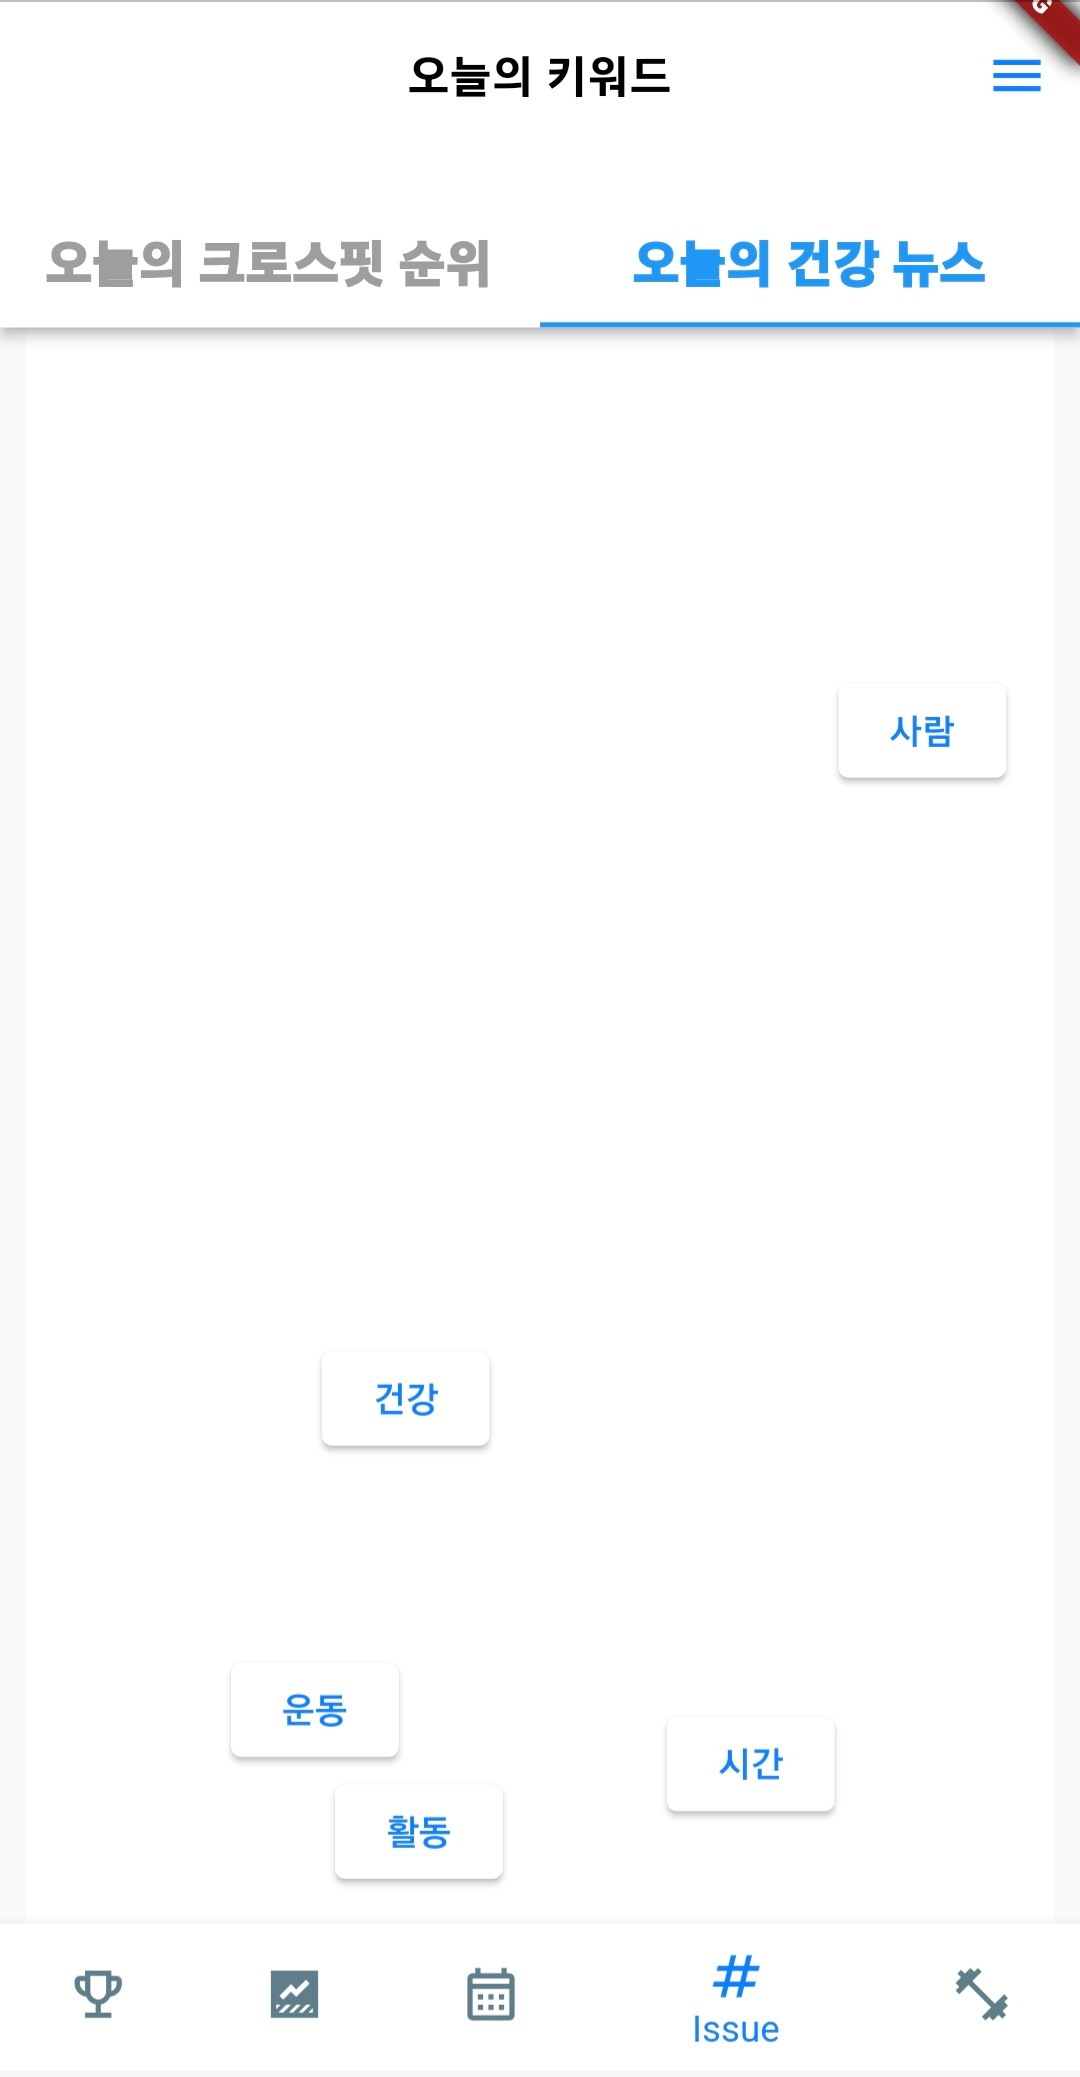 G
오늘의 키워드
오늘의 크로스핏 순위
오늘의 건강 뉴스
사람
건강
운동
시간
활동
#
Issue